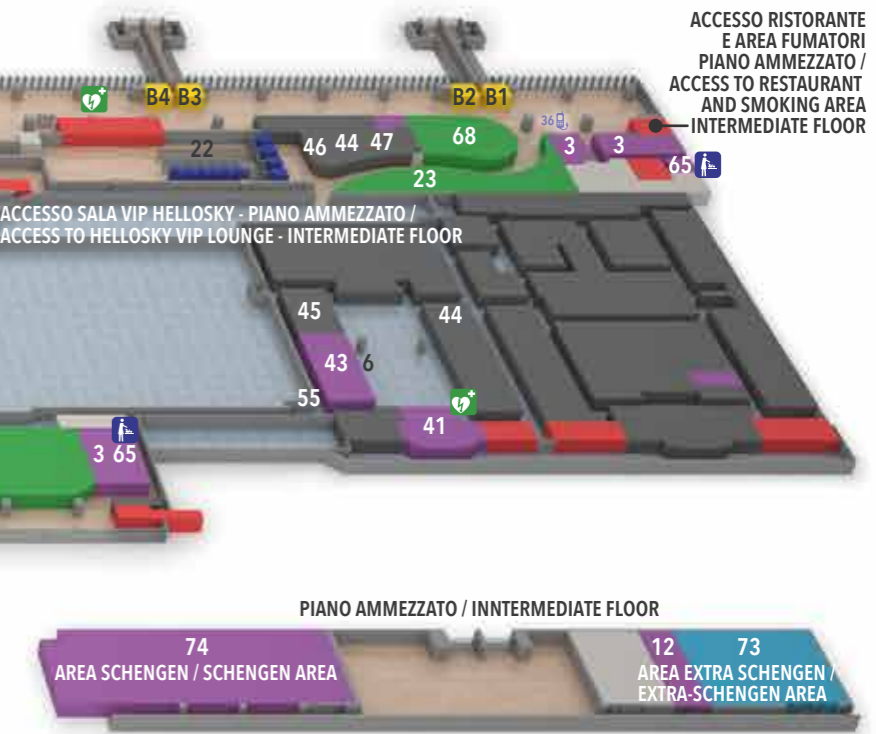 ACCESSO RISTORANTE
E AREA FUMATORI
PIANO AMMEZZATO /
ACCESS TO RESTAURANT
AND SMOKING AREA
INTERMEDIATE FLOOR
B4 B3
B2 B1
36
22
46 44 47
68
3
3
65
23
ACCESSO SALA VIP HELLOSKY - PIANO AMMEZZATO /
ACCESS TO HELLOSKY VIP LOUNGE - INTERMEDIATE FLOOR
45
44
43 6
55
41
3 65
PIANO AMMEZZATO / INNTERMEDIATE FLOOR
74
AREA SCHENGEN / SCHENGEN AREA
12
73
AREA EXTRA SCHENGEN /
EXTRA-SCHENGEN AREA